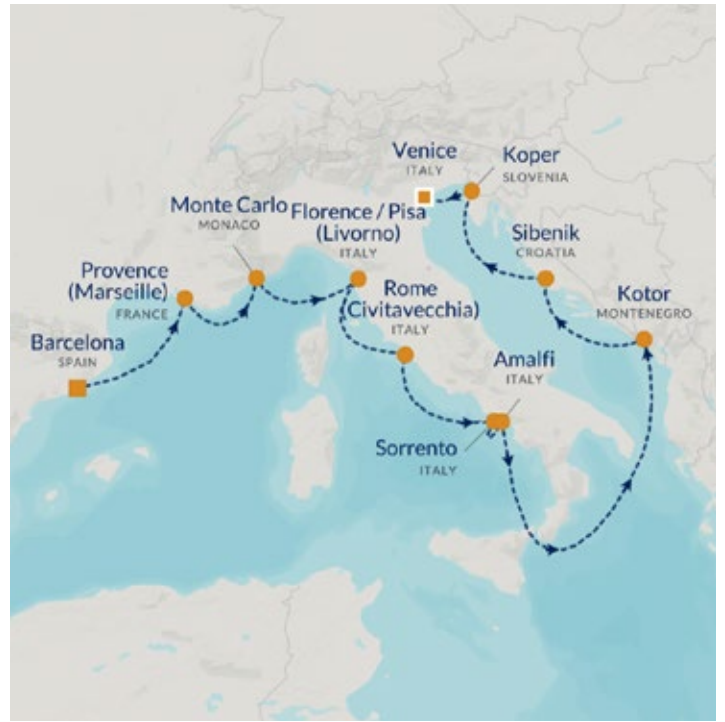 Venice
ITALY
Koper
SLOVENIA
Monte Carlo
MONACO
Florence / Pisa
(Livorno)
ITALY
Sibenik
CROATIA
Provence
(Marseille)
FRANCE
Rome
(Civitavecchia)
ITALY
Kotor
MONTENEGRO
Barcelona
SPAIN
Amalfi
ITALY
Sorrento
ITALY